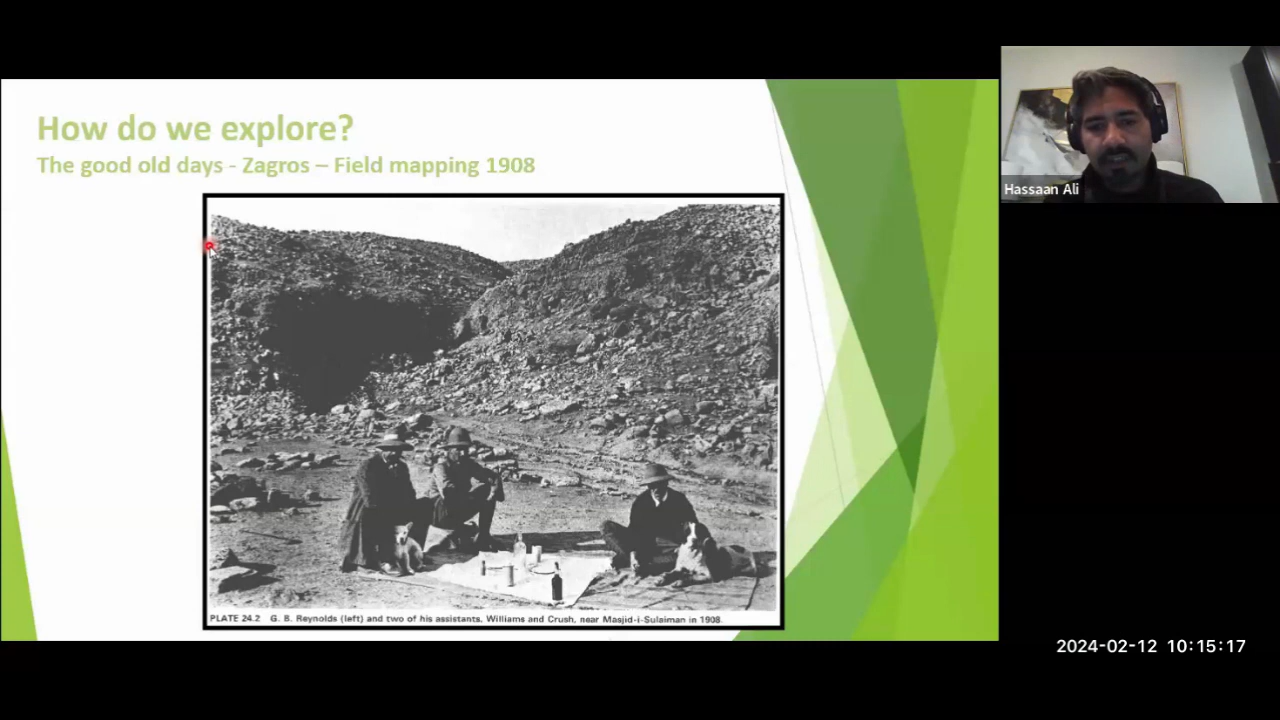 How do we explore?
The good old days - Zagros – Field mapping 1908
PLATE 24.2 G. B. Reynolds (left) and two of his assistants, Williams and Crush, near Masjid-i-Sulaiman in 1908.
Hassaan Ali
2024-02-12 10:15:17